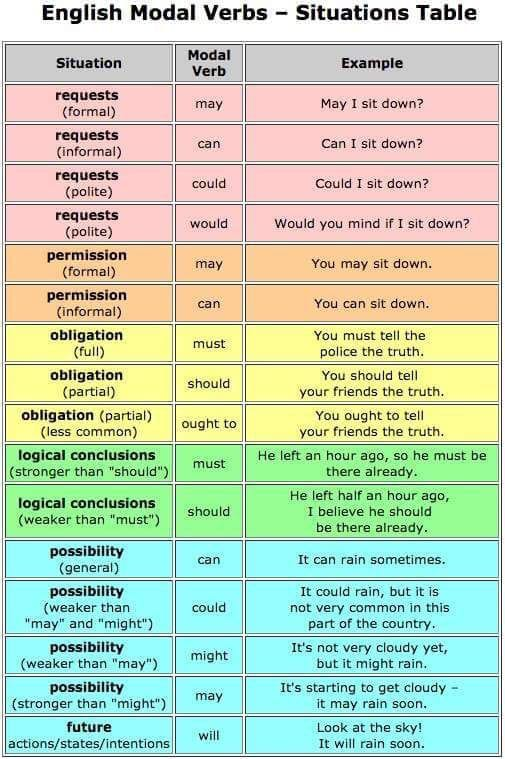 English Modal Verbs – Situations Table
Situation
Modal
Verb
Example
requests
(formal)
may
May I sit down?
requests
(informal)
can
Can I sit down?
requests
(polite)
could
Could I sit down?
requests
(polite)
would
Would you mind if I sit down?
permission
(formal)
may
You may sit down.
permission
(informal)
can
You can sit down.
obligation
(full)
must
You must tell the
police the truth.
obligation
(partial)
should
You should tell
your friends the truth.
obligation (partial)
(less common)
ought to
You ought to tell
your friends the truth.
logical conclusions
(stronger than "should")
must
He left an hour ago, so he must be
there already.
logical conclusions
(weaker than "must")
should
He left half an hour ago,
I believe he should
be there already.
possibility
(general)
can
It can rain sometimes.
possibility
(weaker than
"may" and "might")
could
It could rain, but it is
not very common in this
part of the country.
possibility
(weaker than "may")
might
It's not very cloudy yet,
but it might rain.
possibility
(stronger than "might")
may
It's starting to get cloudy –
it may rain soon.
future
actions/states/intentions
will
Look at the sky!
It will rain soon.